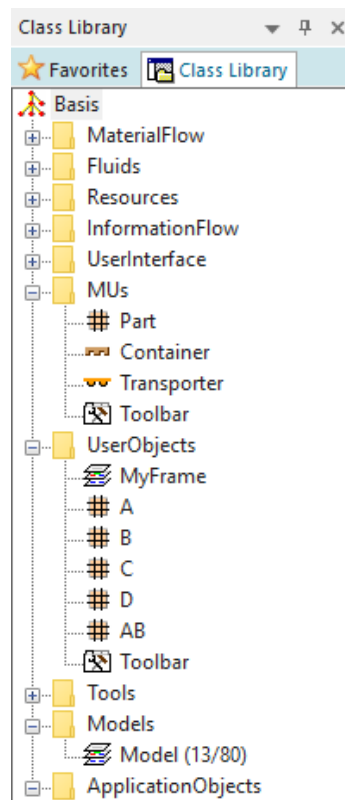 Class Library
Favorites Class Library
Basis
MaterialFlow
Fluids
Resources
InformationFlow
UserInterface
MUs
Part
Container
Transporter
Toolbar
UserObjects
MyFrame
A
B
C
D
AB
Toolbar
Tools
Models
Model (13/80)
ApplicationObjects